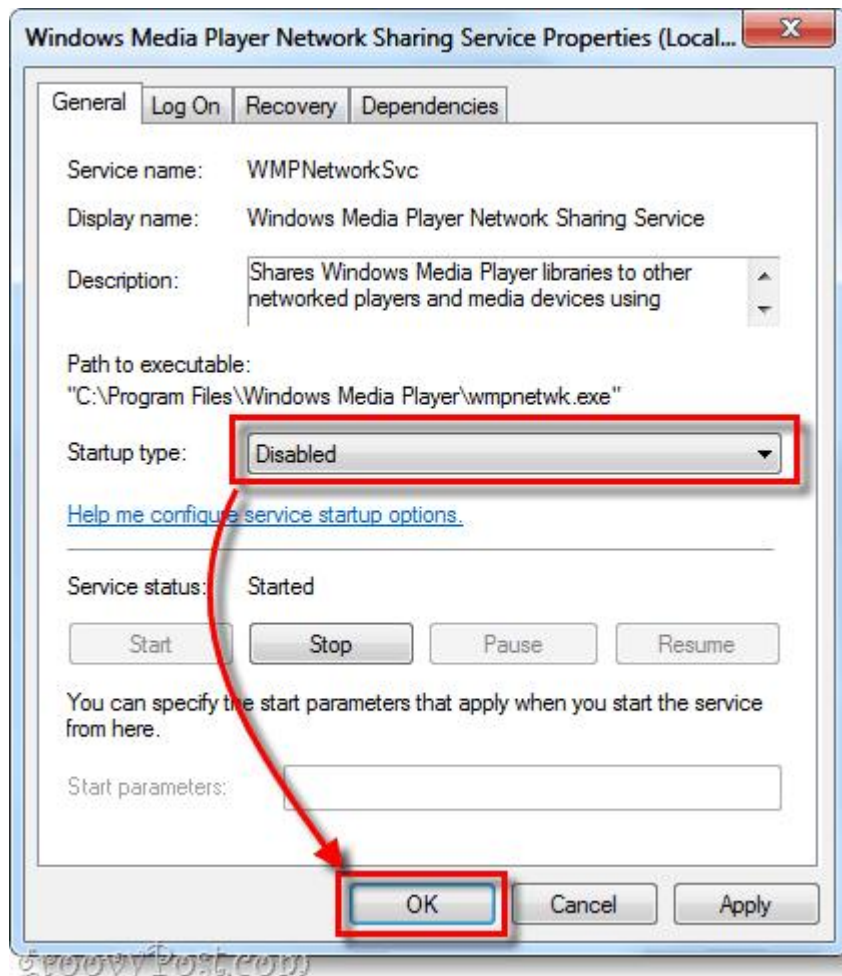 Windows Media Player Network Sharing Service Properties (Local...
General Log On Recovery Dependencies
Service name: WMPNetworkSvc
Display name: Windows Media Player Network Sharing Service
Description: Shares Windows Media Player libraries to other
networked players and media devices using
Path to executable:
"C:\Program Files\Windows Media Player\wmpnetwk.exe"
Startup type: Disabled
Help me configure service startup options.
Service status: Started
Start Stop Pause Resume
You can specify the start parameters that apply when you start the service
from here.
Start parameters:
OK Cancel Apply
groovyPost.com